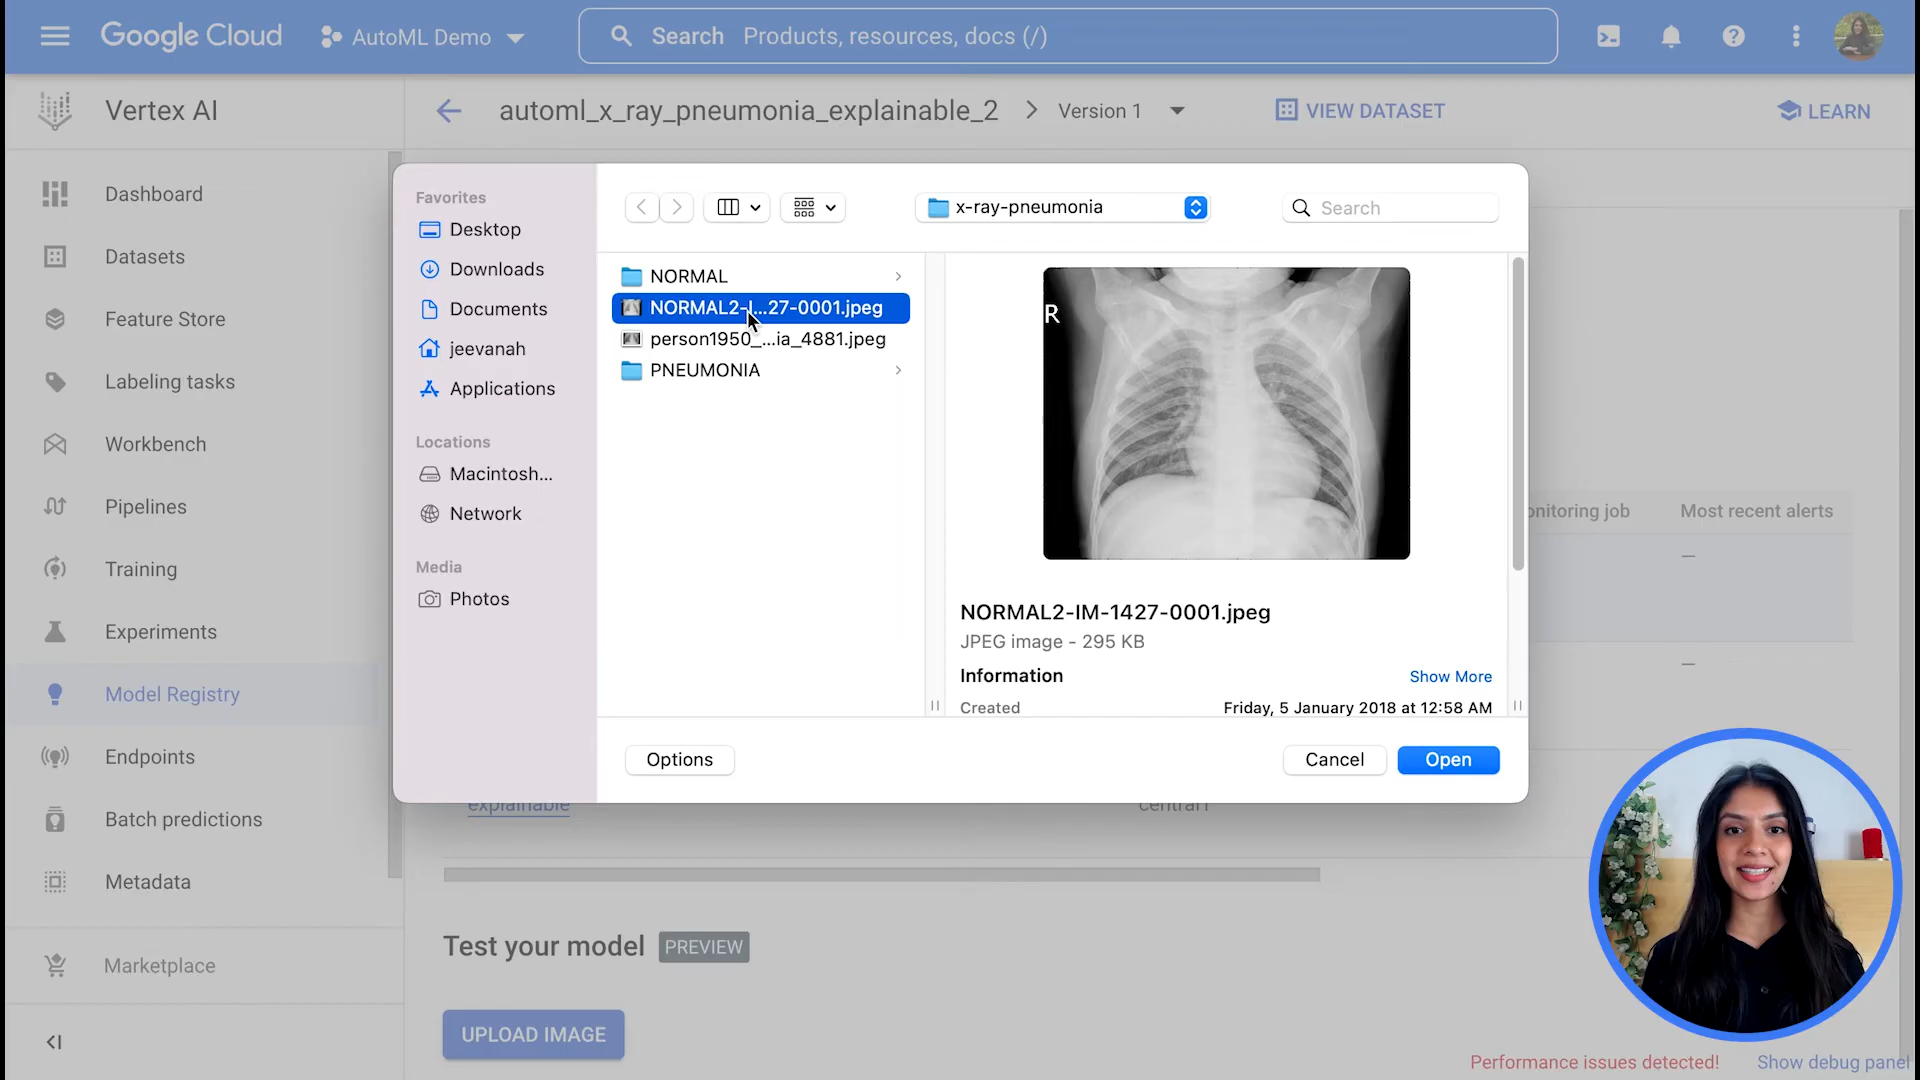 Google Cloud
AutoML Demo
Search Products, resources, docs (/)
Vertex AI
automl_x_ray_pneumonia_explainable_2
Version 1
VIEW DATASET
LEARN
Dashboard
Datasets
Feature Store
Labeling tasks
Workbench
Pipelines
Training
Experiments
Model Registry
Endpoints
Batch predictions
Metadata
Marketplace
Favorites
Desktop
Downloads
Documents
jeevanah
Applications
Locations
Macintosh...
Network
Media
Photos
x-ray-pneumonia
Search
NORMAL
NORMAL2-I...27-0001.jpeg
person1950_...ia_4881.jpeg
PNEUMONIA
R
NORMAL2-IM-1427-0001.jpeg
JPEG image - 295 KB
Information
Show More
Created
Friday, 5 January 2018 at 12:58 AM
Options
Cancel
Open
onitoring job
Most recent alerts
explainable
central1
Test your model PREVIEW
UPLOAD IMAGE
Performance issues detected!
Show debug panel